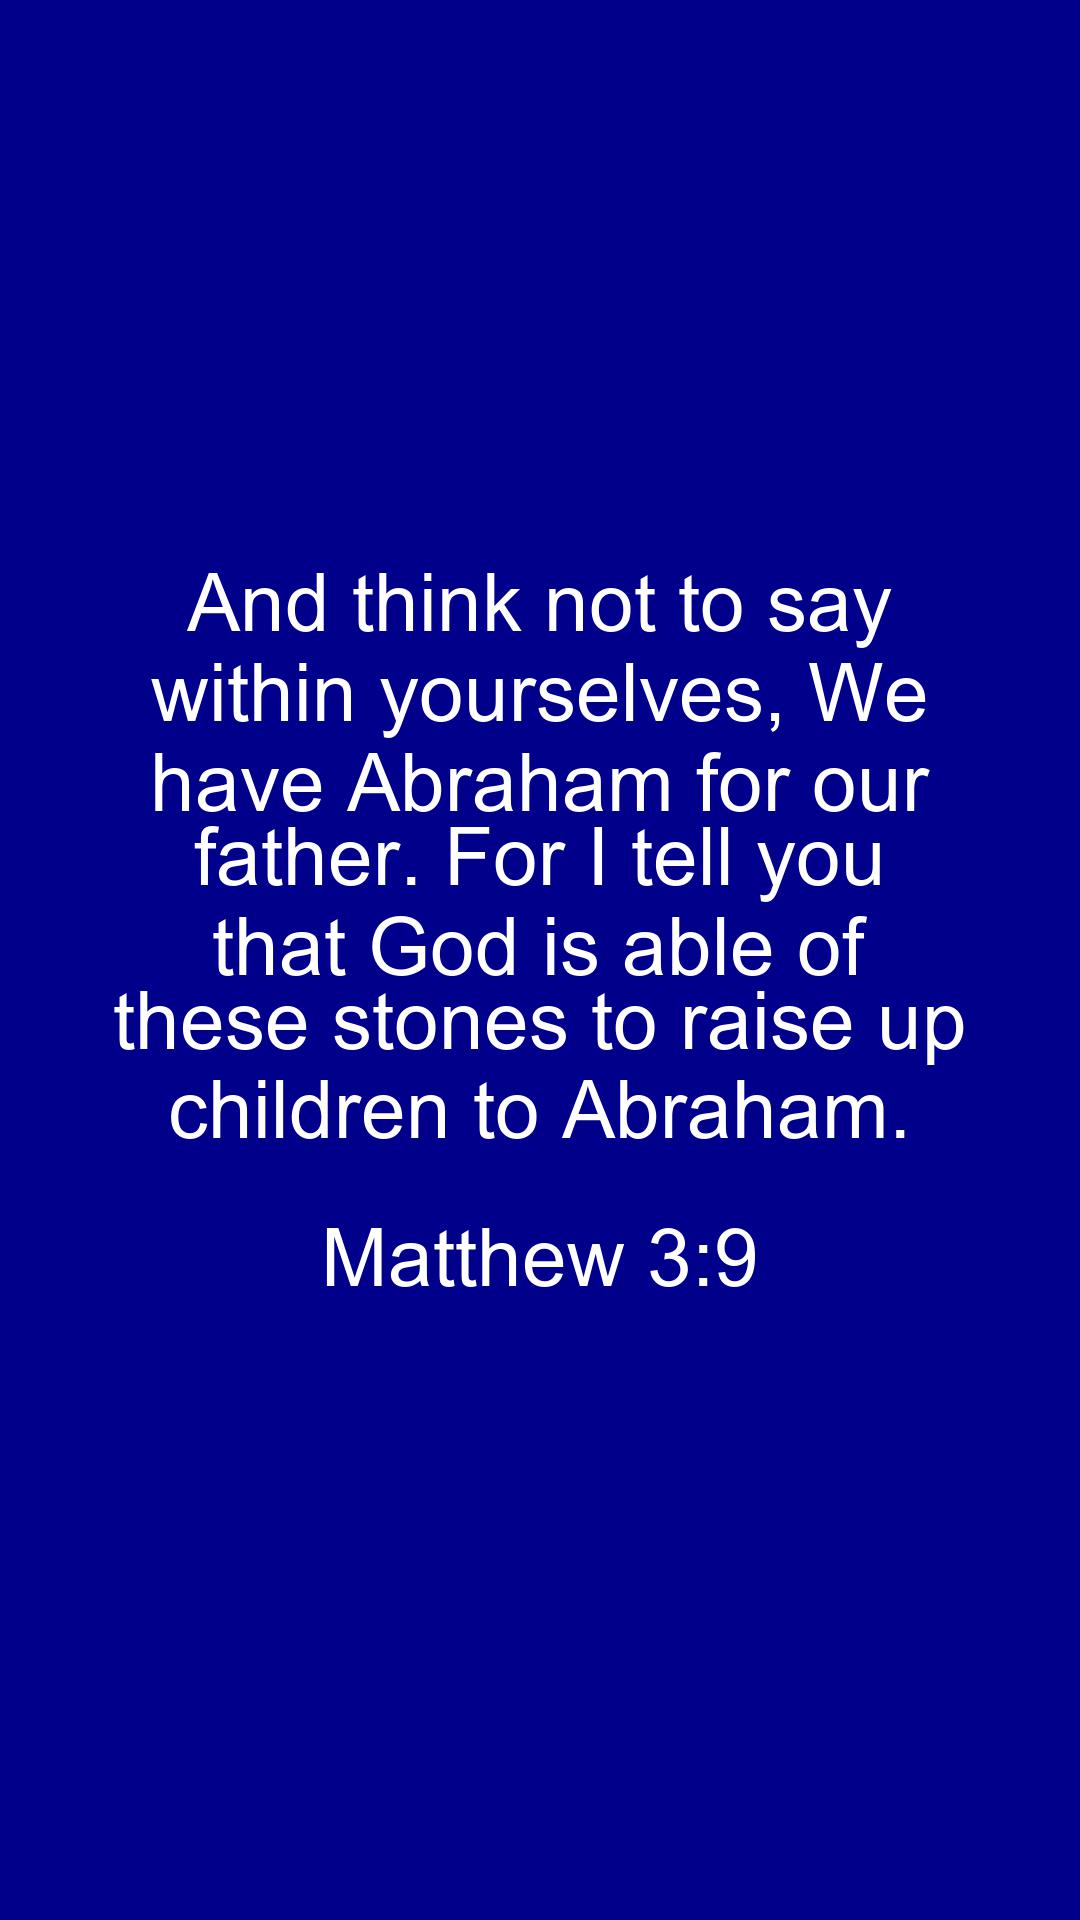 And think not to say
within yourselves, We
have Abraham for our
father. For I tell you
that God is able of
these stones to raise up
children to Abraham.
Matthew 3:9